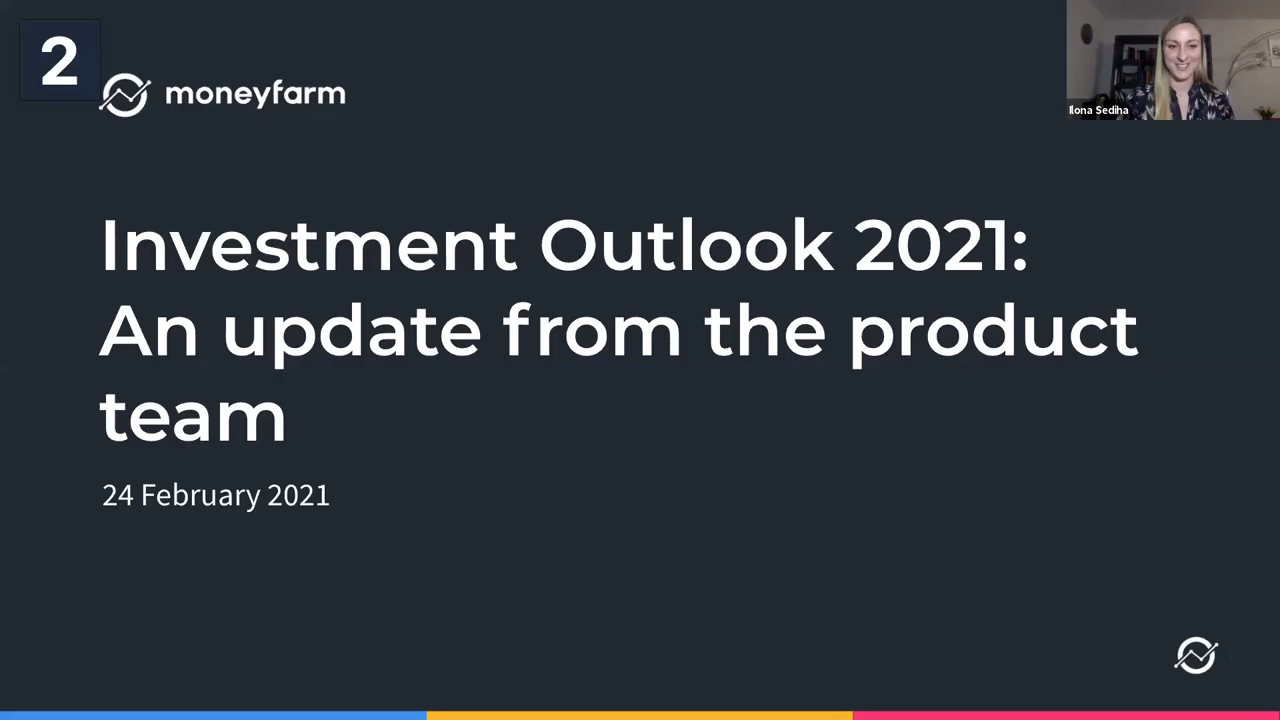 2
moneyfarm
Ilona Sediha
Investment Outlook 2021:
An update from the product
team
24 February 2021